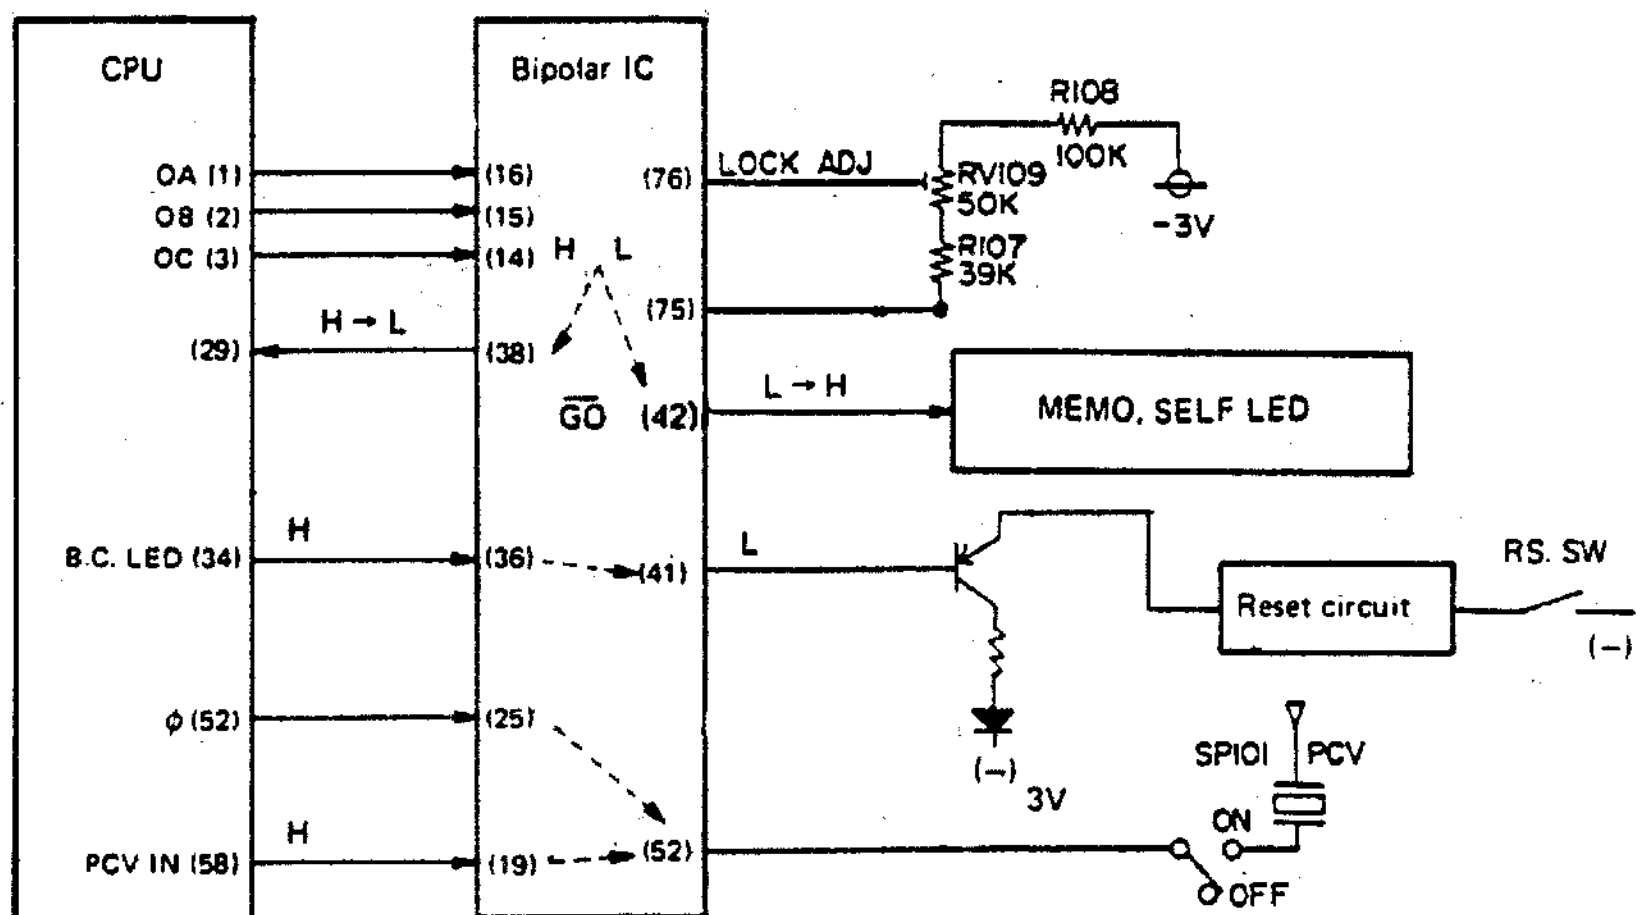 CPU
Bipolar IC
R108
100K
OA (1)
(16)
(76)
LOCK ADJ
RV109
50K
-3V
OB (2)
(15)
OC (3)
(14)
H L
R107
39K
(75)
H → L
(29)
(38)
L → H
GO
(42)
MEMO, SELF LED
H
B.C. LED (34)
(36)
(41)
L
RS. SW
Reset circuit
(−)
φ (52)
(25)
(−)
3V
SP101
PCV
ON
H
PCV IN (58)
(19)
(52)
OFF